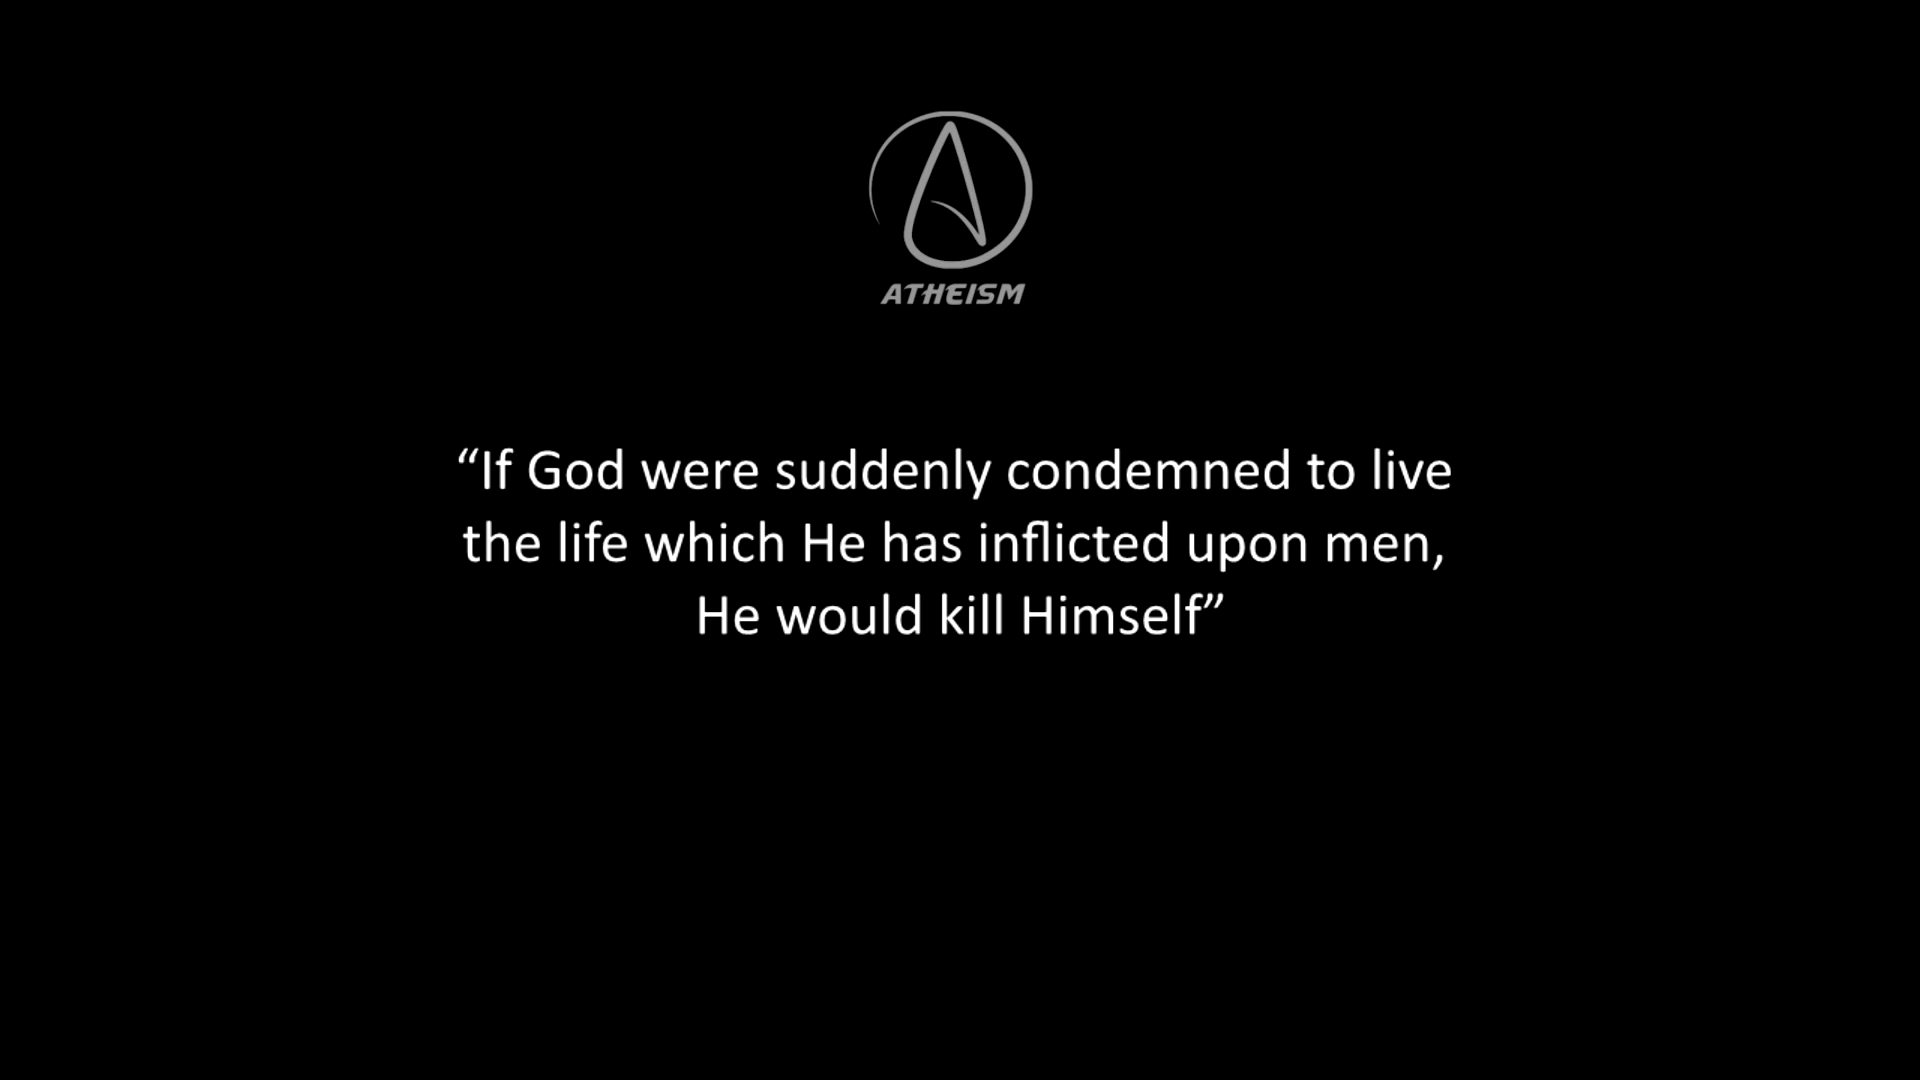 ATHEISM
“If God were suddenly condemned to live
the life which He has inflicted upon men,
He would kill Himself”